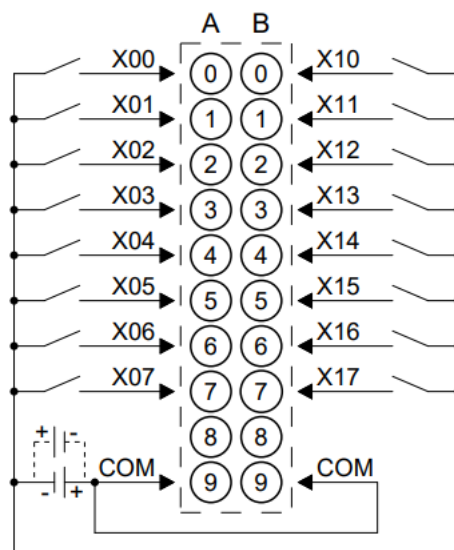 A B
X00 0 0 X10
X01 1 1 X11
X02 2 2 X12
X03 3 3 X13
X04 4 4 X14
X05 5 5 X15
X06 6 6 X16
X07 7 7 X17
8 8
+ -
COM 9 9 COM
- +